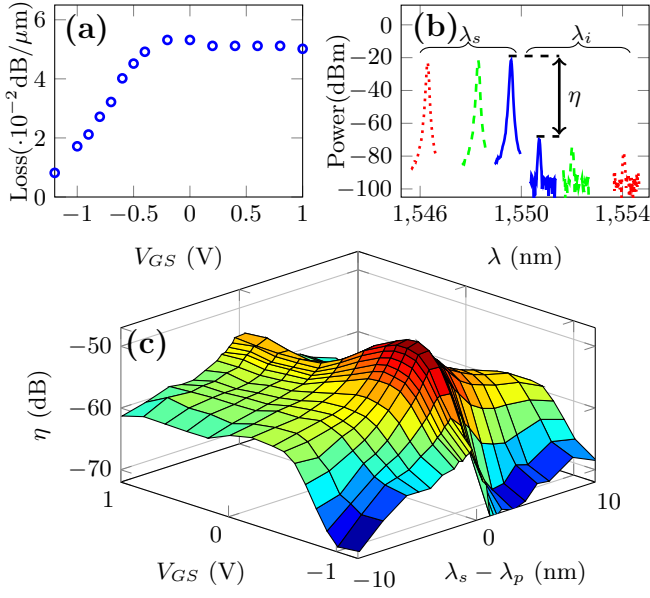 (a)
Loss(·10⁻² dB/μm)
6
4
2
0
−1
−0.5
0
0.5
1
V_GS (V)
(b)
Power(dBm)
0
−20
−40
−60
−80
−100
λ_s
λ_i
η
1,546
1,550
1,554
λ (nm)
(c)
η (dB)
−50
−60
−70
1
0
-1
V_GS (V)
−10
0
10
λ_s − λ_p (nm)